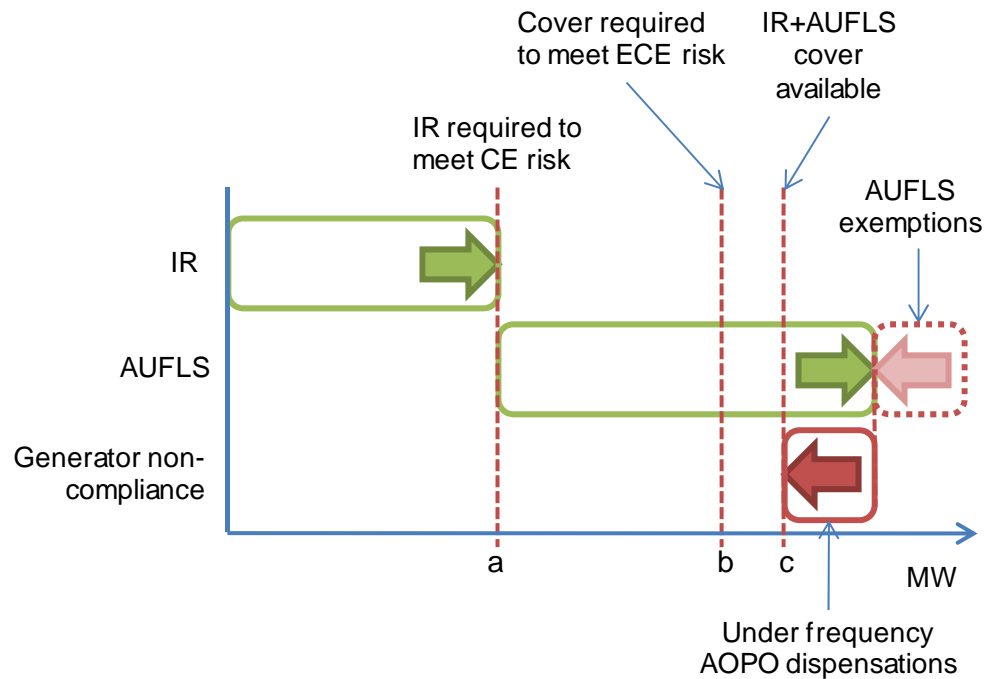 Cover required
to meet ECE risk
IR+AUFLS
cover
available
IR required to
meet CE risk
AUFLS
exemptions
IR
AUFLS
Generator non-
compliance
a
b
c
MW
Under frequency
AOPO dispensations